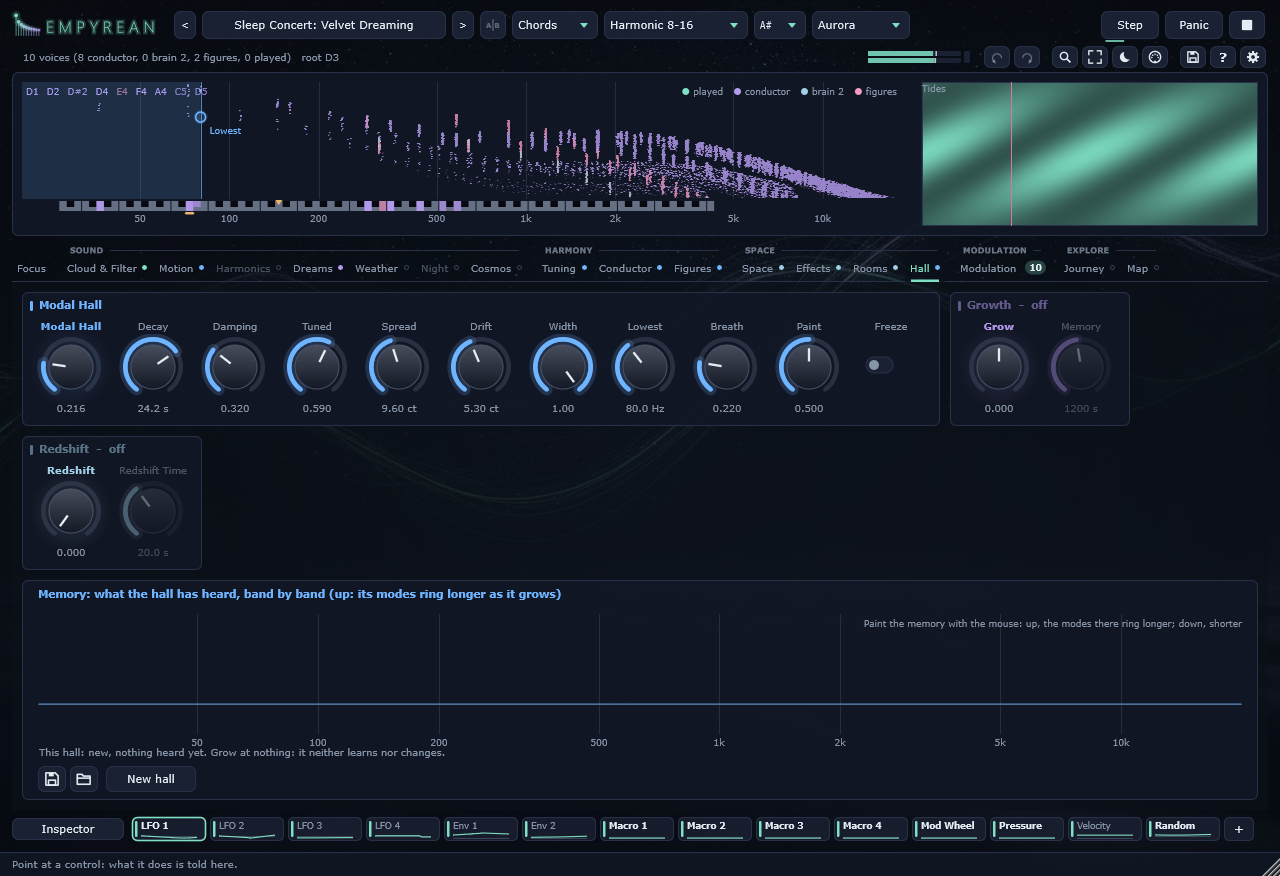 EMPYREAN < Sleep Concert: Velvet Dreaming > A|B Chords Harmonic 8-16 A# Aurora Step Panic
10 voices (8 conductor, 0 brain 2, 2 figures, 0 played) root D3
D1 D2 D#2 D4 E4 F4 A4 C5 D5 played conductor brain 2 figures Tides
Lowest
50 100 200 500 1k 2k 5k 10k
SOUND HARMONY SPACE MODULATION EXPLORE
Focus Cloud & Filter Motion Harmonics Dreams Weather Night Cosmos Tuning Conductor Figures Space Effects Rooms Hall Modulation 10 Journey Map
Modal Hall Growth - off
Modal Hall Decay Damping Tuned Spread Drift Width Lowest Breath Paint Freeze Grow Memory
0.216 24.2 s 0.320 0.590 9.60 ct 5.30 ct 1.00 80.0 Hz 0.220 0.500 0.000 1200 s
Redshift - off
Redshift Redshift Time
0.000 20.0 s
Memory: what the hall has heard, band by band (up: its modes ring longer as it grows)
Paint the memory with the mouse: up, the modes there ring longer; down, shorter
50 100 200 500 1k 2k 5k 10k
This hall: new, nothing heard yet. Grow at nothing: it neither learns nor changes.
New hall
Inspector LFO 1 LFO 2 LFO 3 LFO 4 Env 1 Env 2 Macro 1 Macro 2 Macro 3 Macro 4 Mod Wheel Pressure Velocity Random +
Point at a control: what it does is told here.